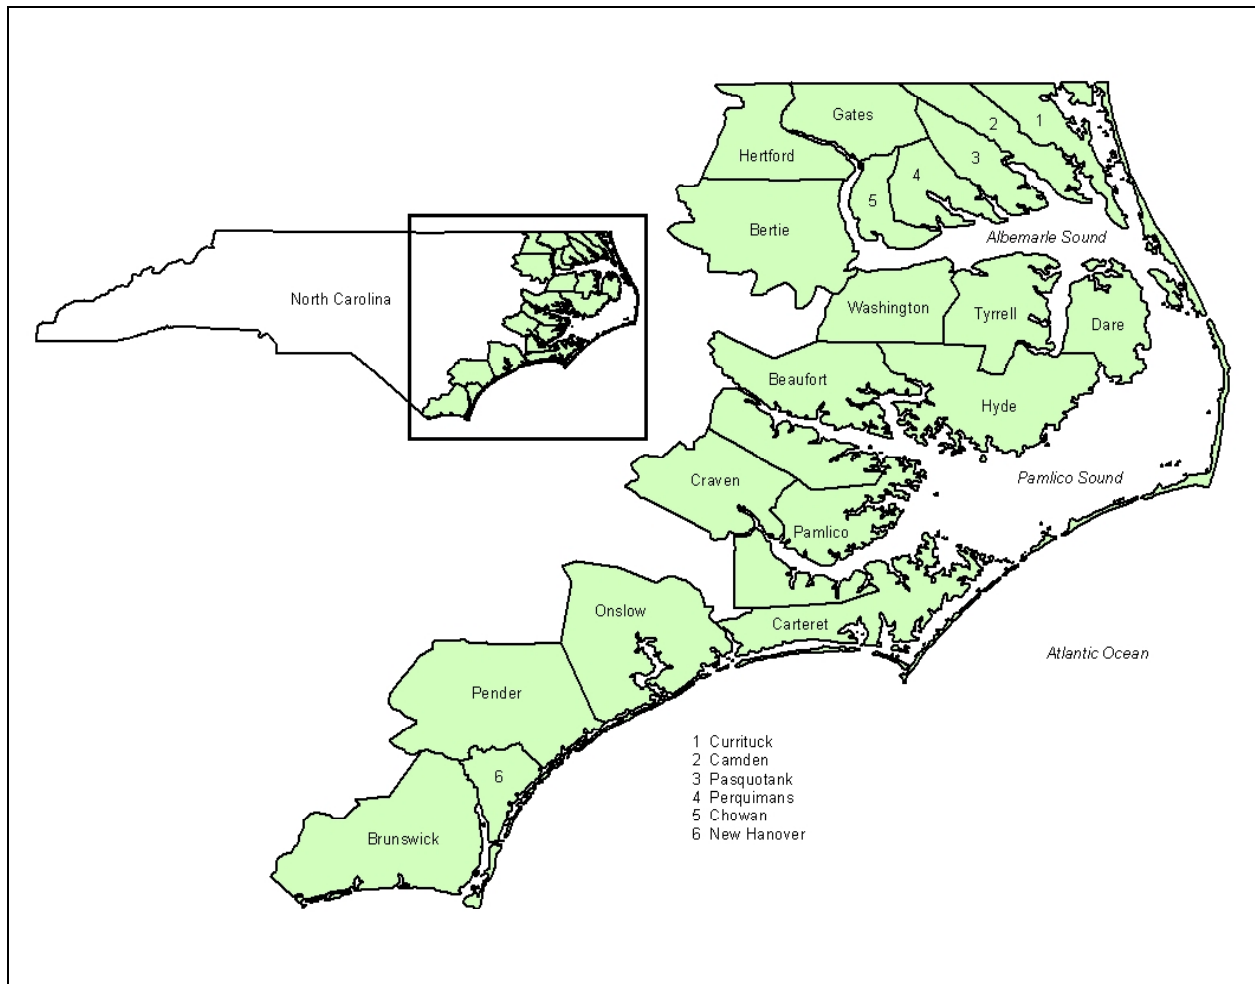 Gates
2
1
Hertford
3
4
5
Bertie
Albemarle Sound
North Carolina
Washington
Tyrrell
Dare
Beaufort
Hyde
Craven
Pamlico Sound
Pamlico
Onslow
Carteret
Atlantic Ocean
Pender
6
Brunswick
1 Currituck
2 Camden
3 Pasquotank
4 Perquimans
5 Chowan
6 New Hanover